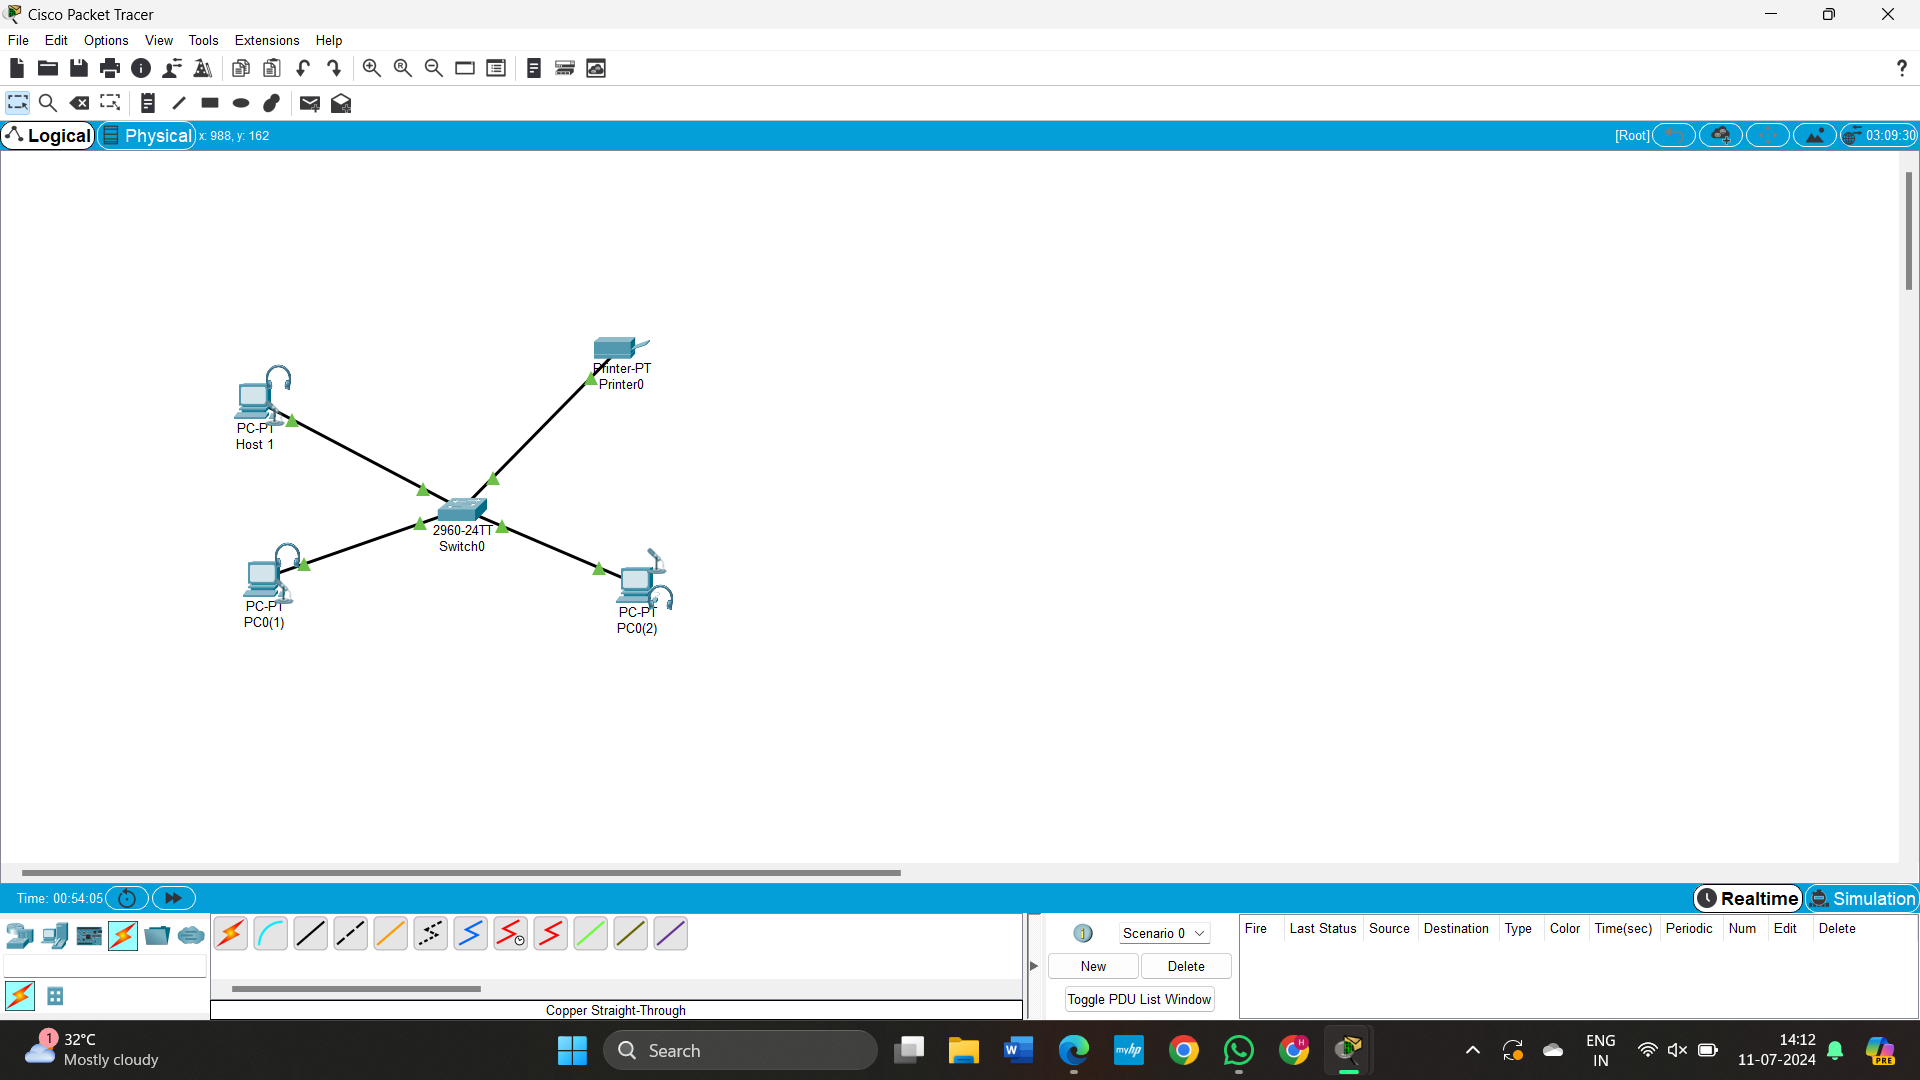 Cisco Packet Tracer
File Edit Options View Tools Extensions Help
?
Logical Physical x: 988, y: 162 [Root] 03:09:30
Printer-PT
Printer0
PC-PT
Host 1
2960-24TT
Switch0
PC-PT
PC0(1)
PC-PT
PC0(2)
Time: 00:54:05 Realtime Simulation
Scenario 0
New Delete
Toggle PDU List Window
Fire Last Status Source Destination Type Color Time(sec) Periodic Num Edit Delete
Copper Straight-Through
1
32°C
Mostly cloudy
Search
myhp
ENG
IN
14:12
11-07-2024
PRE